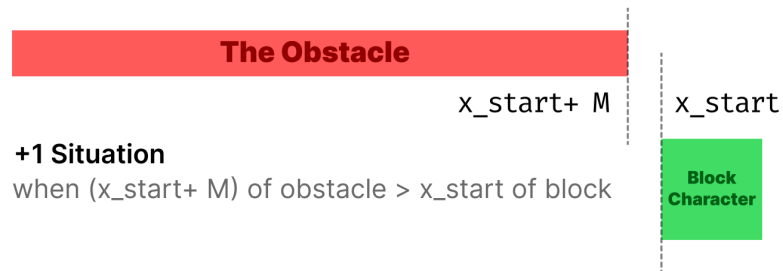 The Obstacle
x_start+ M
x_start
+1 Situation
when (x_start+ M) of obstacle > x_start of block
Block
Character